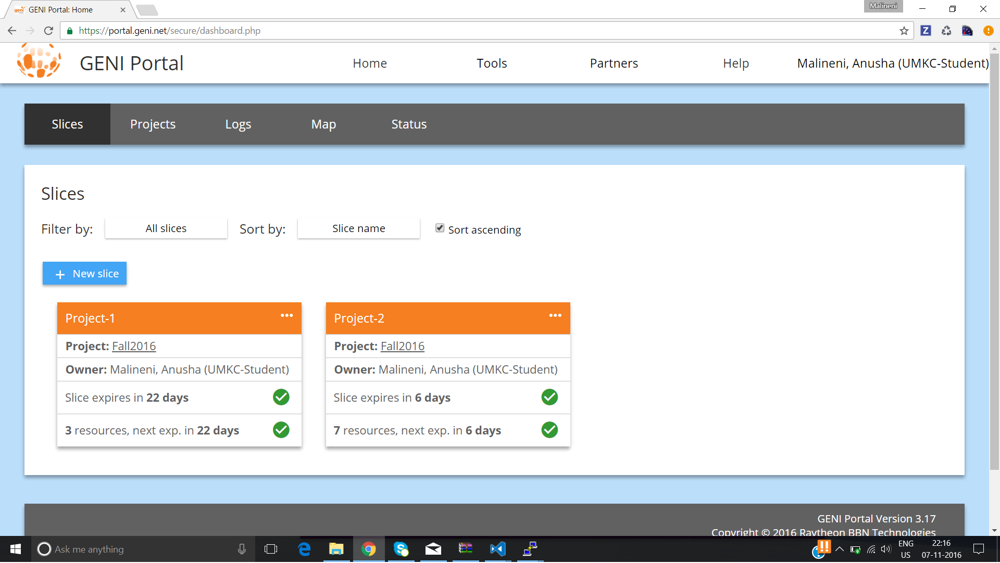 GENI Portal: Home
Malineni
https://portal.geni.net/secure/dashboard.php
geni
GENI Portal
Home
Tools
Partners
Help
Malineni, Anusha (UMKC-Student)
Slices
Projects
Logs
Map
Status
Slices
Filter by:
All slices
Sort by:
Slice name
Sort ascending
+ New slice
Project-1
Project: Fall2016
Owner: Malineni, Anusha (UMKC-Student)
Slice expires in 22 days
3 resources, next exp. in 22 days
Project-2
Project: Fall2016
Owner: Malineni, Anusha (UMKC-Student)
Slice expires in 6 days
7 resources, next exp. in 6 days
GENI Portal Version 3.17
Copyright © 2016 Raytheon BBN Technologies
Ask me anything
ENG
US
22:16
07-11-2016